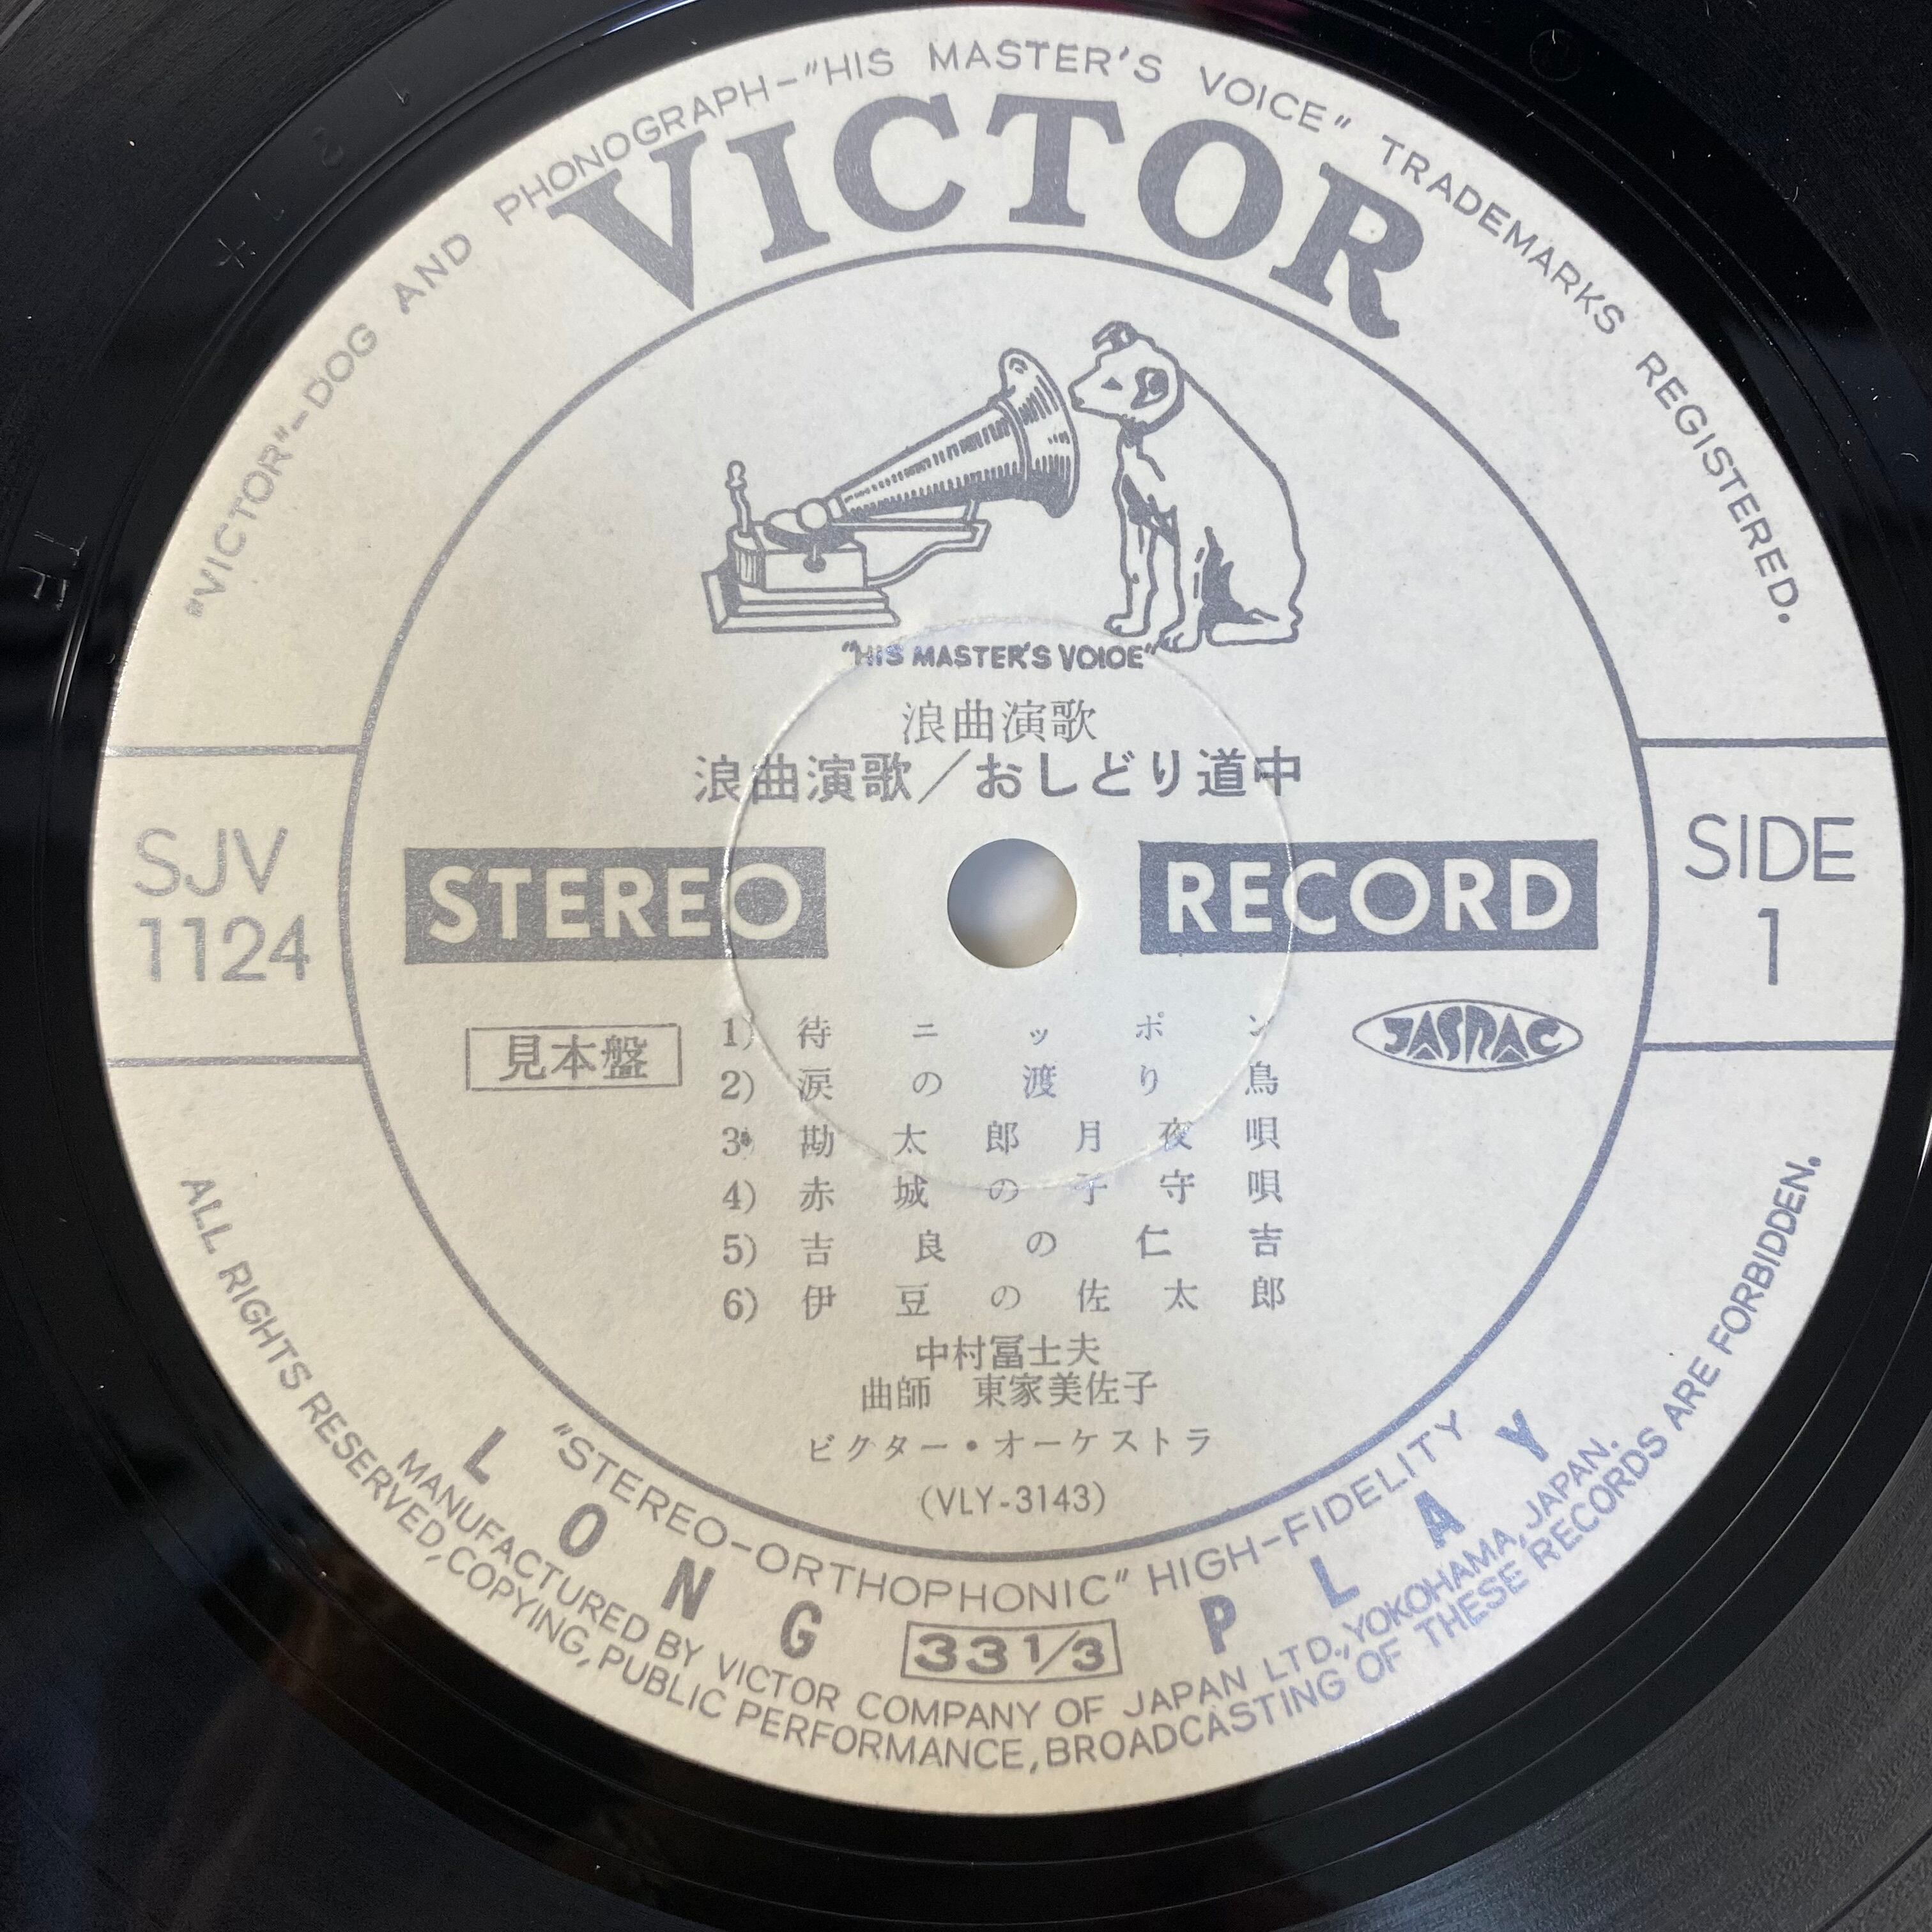 "VICTOR"–DOG AND PHONOGRAPH–"HIS MASTER'S VOICE" TRADEMARKS REGISTERED.
VICTOR
"HIS MASTER'S VOICE"
浪曲演歌
浪曲演歌／おしどり道中
SJV
1124
STEREO RECORD
SIDE
1
見本盤
JASRAC
1) 待ニッポン
2) 涙の渡り鳥
3) 勘太郎月夜唄
4) 赤城の子守唄
5) 吉良の仁吉
6) 伊豆の佐太郎
中村冨士夫
曲師 東家美佐子
ビクター・オーケストラ
(VLY-3143)
"STEREO–ORTHOPHONIC" HIGH–FIDELITY
LONG 33 1/3 PLAY
MANUFACTURED BY VICTOR COMPANY OF JAPAN LTD., YOKOHAMA, JAPAN.
ALL RIGHTS RESERVED, COPYING, PUBLIC PERFORMANCE, BROADCASTING OF THESE RECORDS ARE FORBIDDEN.